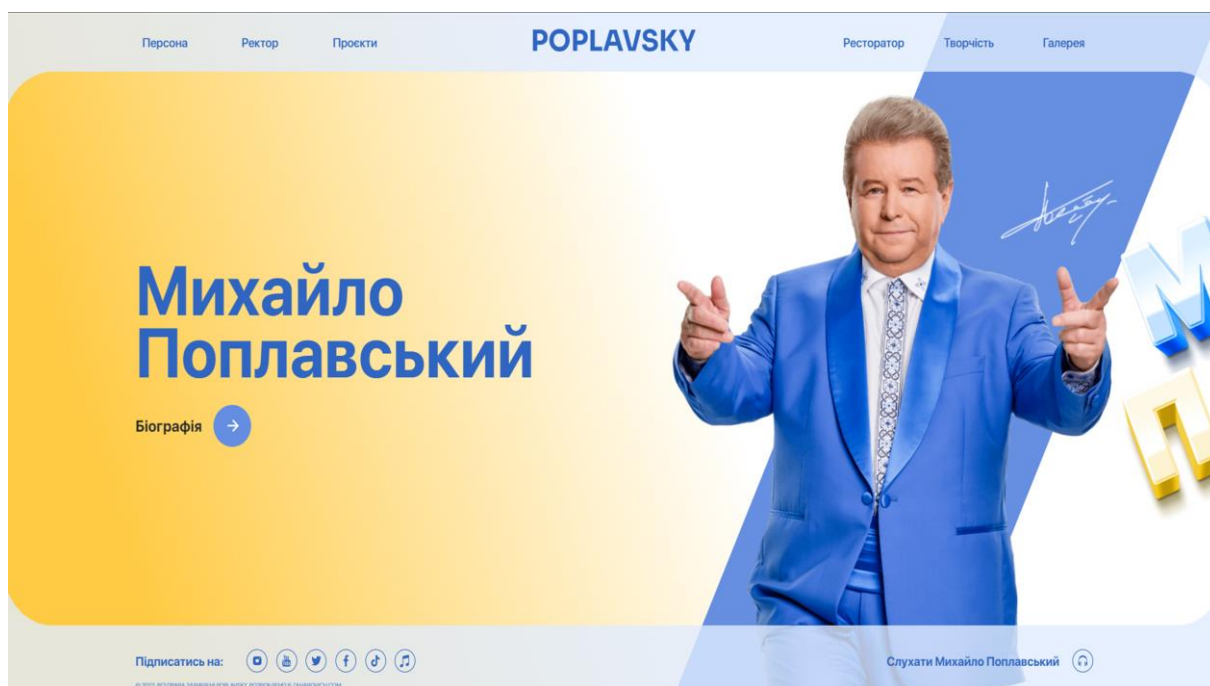 Персона
Ректор
Проєкти
POPLAVSKY
Ресторатор
Творчість
Галерея
Михайло
Поплавський
Біографія
М
П
Підписатись на:
Слухати Михайло Поплавський